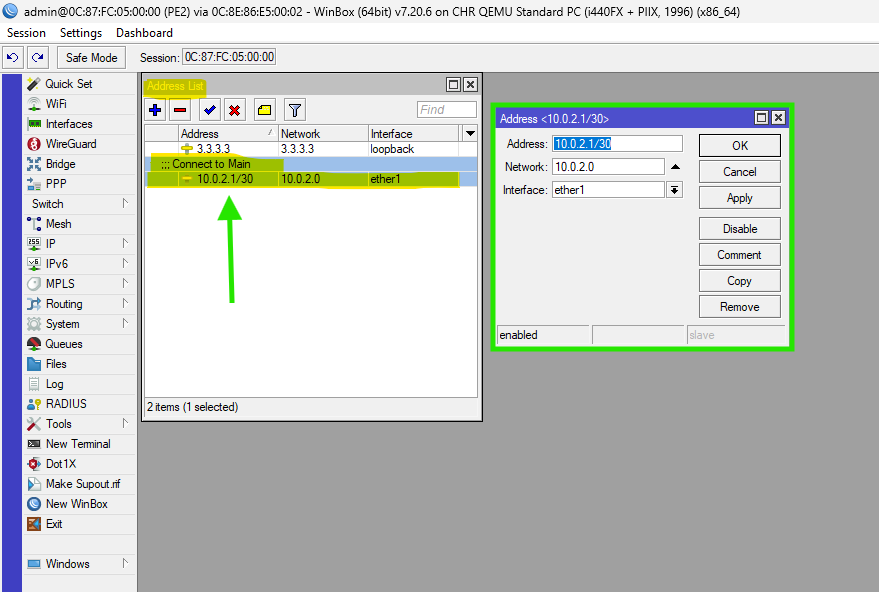 admin@0C:87:FC:05:00:00 (PE2) via 0C:8E:86:E5:00:02 - WinBox (64bit) v7.20.6 on CHR QEMU Standard PC (i440FX + PIIX, 1996) (x86_64)
Session Settings Dashboard
Safe Mode Session: 0C:87:FC:05:00:00
Quick Set
WiFi
Interfaces
WireGuard
Bridge
PPP
Switch
Mesh
IP
IPv6
MPLS
Routing
System
Queues
Files
Log
RADIUS
Tools
New Terminal
Dot1X
Make Supout.rif
New WinBox
Exit
Windows
Address List
Find
Address Network Interface
3.3.3.3 3.3.3.3 loopback
::: Connect to Main
10.0.2.1/30 10.0.2.0 ether1
2 items (1 selected)
Address <10.0.2.1/30>
Address: 10.0.2.1/30
Network: 10.0.2.0
Interface: ether1
OK
Cancel
Apply
Disable
Comment
Copy
Remove
enabled slave